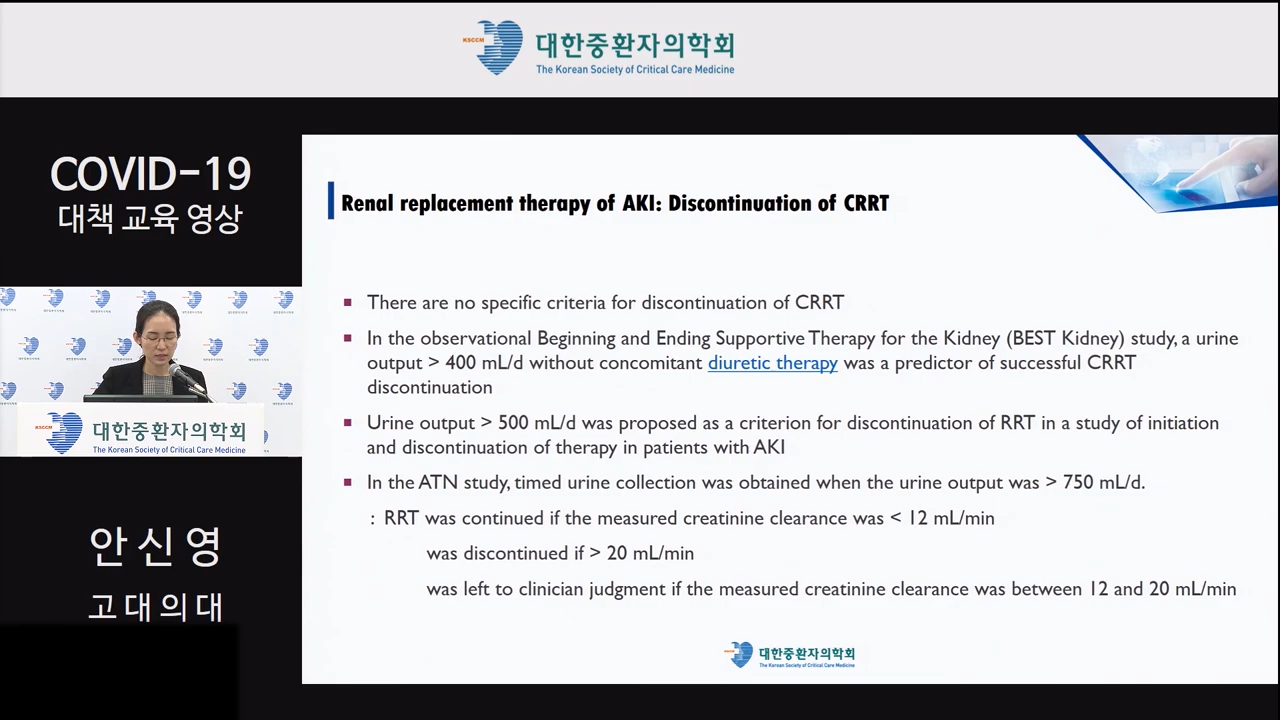 KSCCM
대한중환자의학회
The Korean Society of Critical Care Medicine
COVID-19
대책 교육 영상
KSCCM
대한중환자의학회
The Korean Society of Critical Care Medicine
안신영
고대의대
Renal replacement therapy of AKI: Discontinuation of CRRT
▪ There are no specific criteria for discontinuation of CRRT
▪ In the observational Beginning and Ending Supportive Therapy for the Kidney (BEST Kidney) study, a urine
output > 400 mL/d without concomitant diuretic therapy was a predictor of successful CRRT
discontinuation
▪ Urine output > 500 mL/d was proposed as a criterion for discontinuation of RRT in a study of initiation
and discontinuation of therapy in patients with AKI
▪ In the ATN study, timed urine collection was obtained when the urine output was > 750 mL/d.
: RRT was continued if the measured creatinine clearance was < 12 mL/min
was discontinued if > 20 mL/min
was left to clinician judgment if the measured creatinine clearance was between 12 and 20 mL/min
KSCCM
대한중환자의학회
The Korean Society of Critical Care Medicine